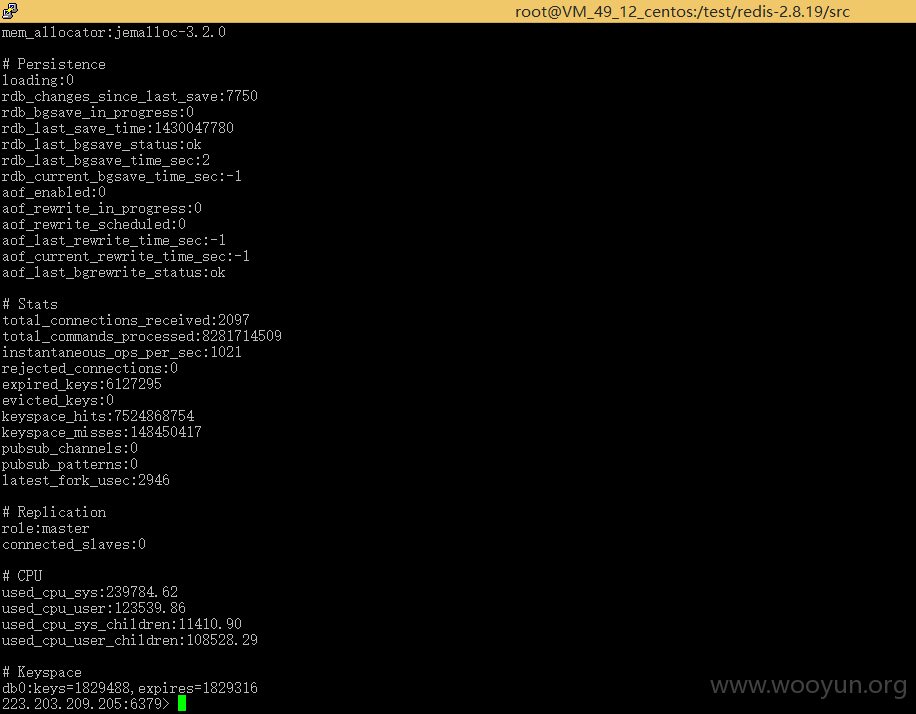 root@VM_49_12_centos:/test/redis-2.8.19/src
mem_allocator:jemalloc-3.2.0
# Persistence
loading:0
rdb_changes_since_last_save:7750
rdb_bgsave_in_progress:0
rdb_last_save_time:1430047780
rdb_last_bgsave_status:ok
rdb_last_bgsave_time_sec:2
rdb_current_bgsave_time_sec:-1
aof_enabled:0
aof_rewrite_in_progress:0
aof_rewrite_scheduled:0
aof_last_rewrite_time_sec:-1
aof_current_rewrite_time_sec:-1
aof_last_bgrewrite_status:ok
# Stats
total_connections_received:2097
total_commands_processed:8281714509
instantaneous_ops_per_sec:1021
rejected_connections:0
expired_keys:6127295
evicted_keys:0
keyspace_hits:7524868754
keyspace_misses:148450417
pubsub_channels:0
pubsub_patterns:0
latest_fork_usec:2946
# Replication
role:master
connected_slaves:0
# CPU
used_cpu_sys:239784.62
used_cpu_user:123539.86
used_cpu_sys_children:11410.90
used_cpu_user_children:108528.29
# Keyspace
db0:keys=1829488,expires=1829316
223.203.209.205:6379>
www.wooyun.org